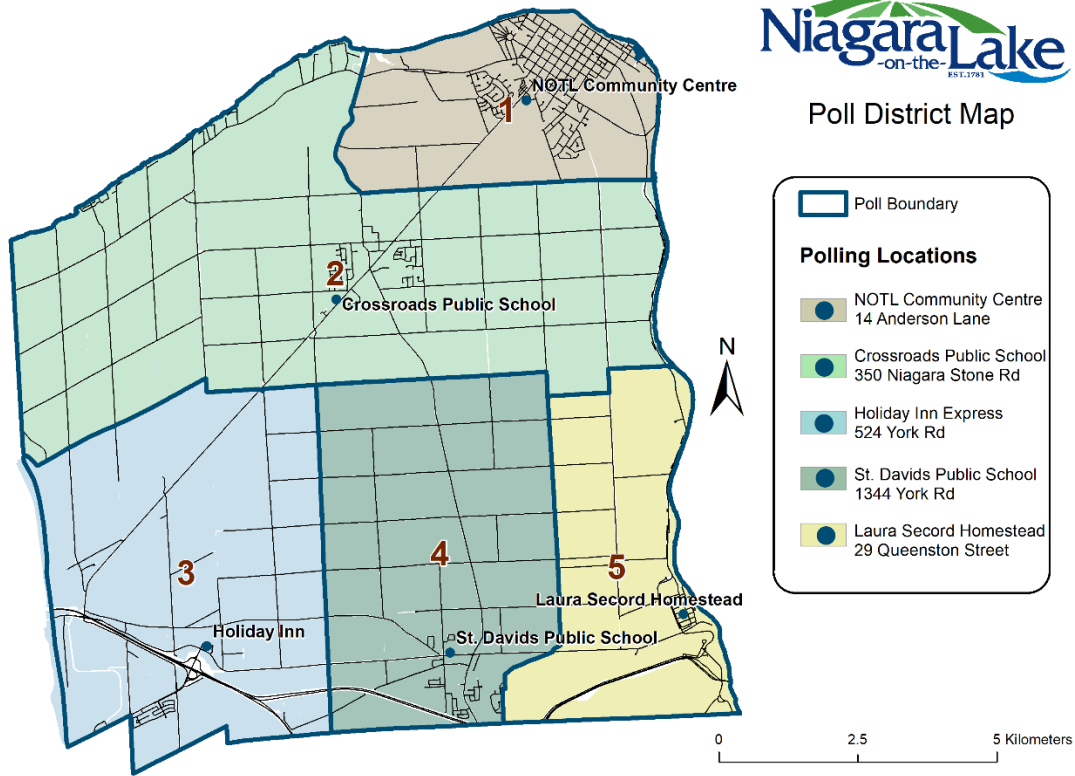 Niagara
-on-the-
Lake
EST.1781
Poll District Map
NOTL Community Centre
1
2
Crossroads Public School
3
Holiday Inn
4
St. Davids Public School
5
Laura Secord Homestead
Poll Boundary
Polling Locations
NOTL Community Centre
14 Anderson Lane
Crossroads Public School
350 Niagara Stone Rd
Holiday Inn Express
524 York Rd
St. Davids Public School
1344 York Rd
Laura Secord Homestead
29 Queenston Street
N
0 2.5 5 Kilometers